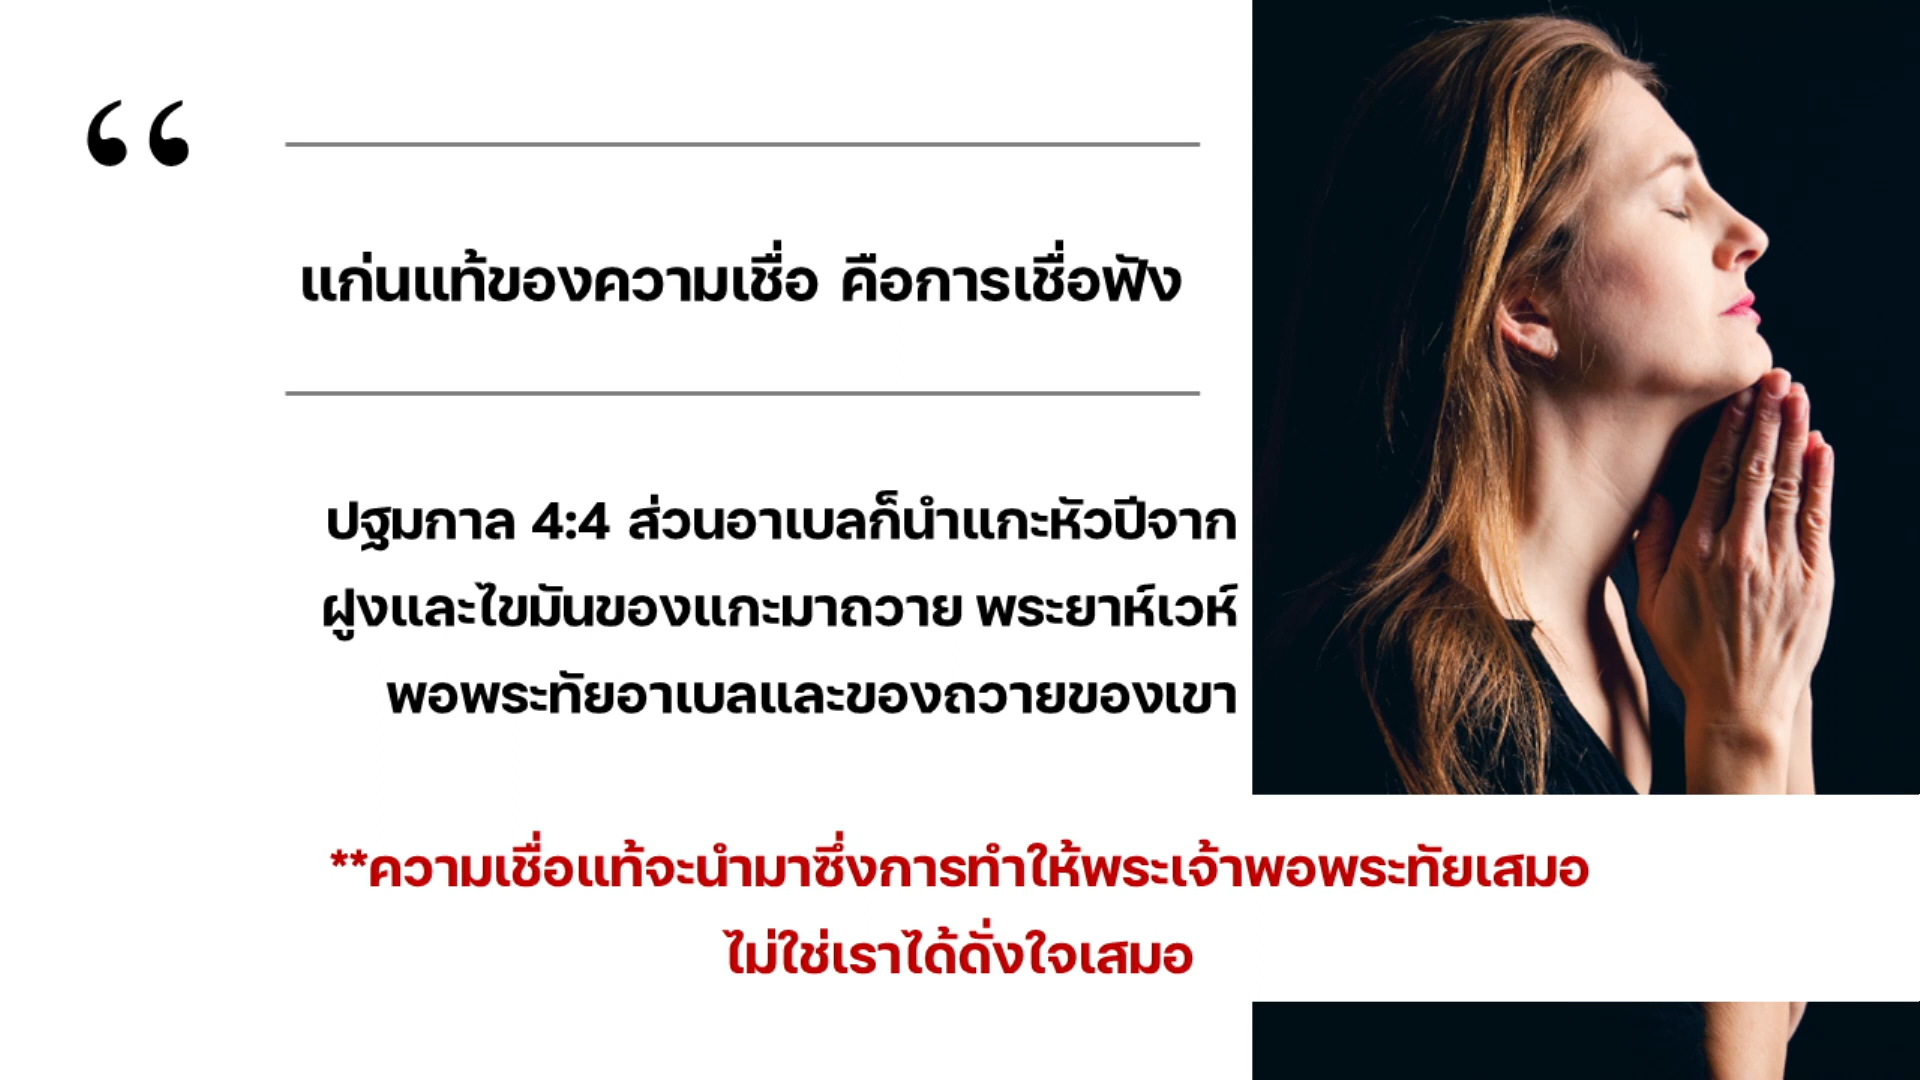 “
แก่นแท้ของความเชื่อ คือการเชื่อฟัง
ปฐมกาล 4:4 ส่วนอาเบลก็นำแกะหัวปีจาก
ฝูงและไขมันของแกะมาถวาย พระยาห์เวห์
พอพระทัยอาเบลและของถวายของเขา
**ความเชื่อแท้จะนำมาซึ่งการทำให้พระเจ้าพอพระทัยเสมอ
ไม่ใช่เราได้ดั่งใจเสมอ